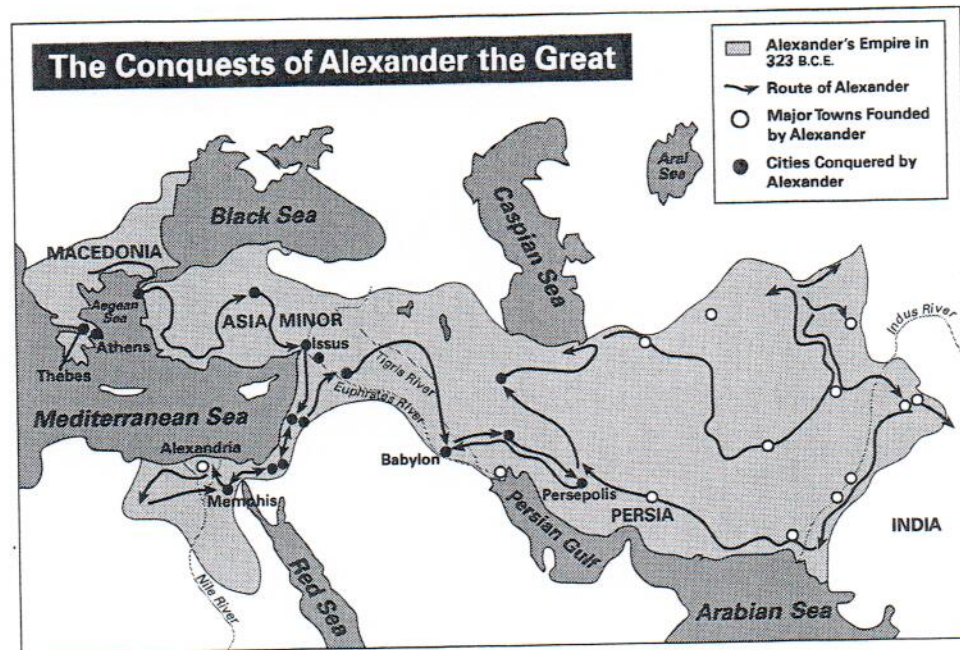 The Conquests of Alexander the Great
Alexander's Empire in
323 B.C.E.
Route of Alexander
Major Towns Founded
by Alexander
Cities Conquered by
Alexander
Aral
Sea
Black Sea
Caspian Sea
MACEDONIA
Aegean
Sea
ASIA MINOR
Athens
Issus
Thebes
Tigris River
Euphrates River
Indus River
Mediterranean Sea
Alexandria
Babylon
Memphis
Persepolis
PERSIA
Persian Gulf
INDIA
Nile River
Red Sea
Arabian Sea